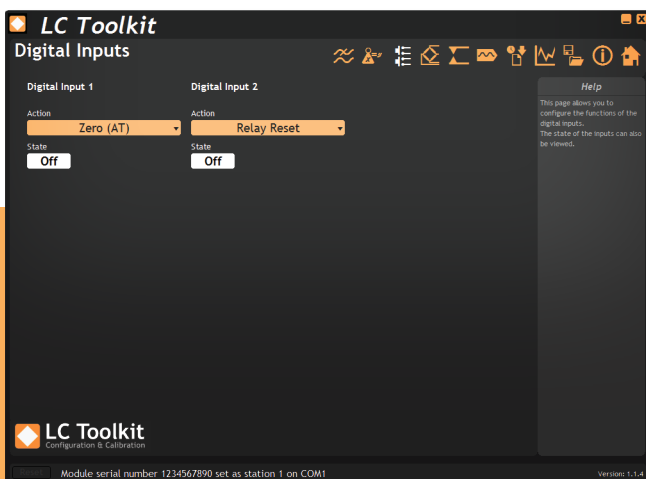 LC Toolkit
Digital Inputs
Digital Input 1
Digital Input 2
Action
Action
Zero (AT)
Relay Reset
State
State
Off
Off
Help
This page allows you to
configure the functions of the
digital inputs.
The state of the inputs can also
be viewed.
LC Toolkit
Configuration & Calibration
Module serial number 1234567890 set as station 1 on COM1
Version: 1.1.4